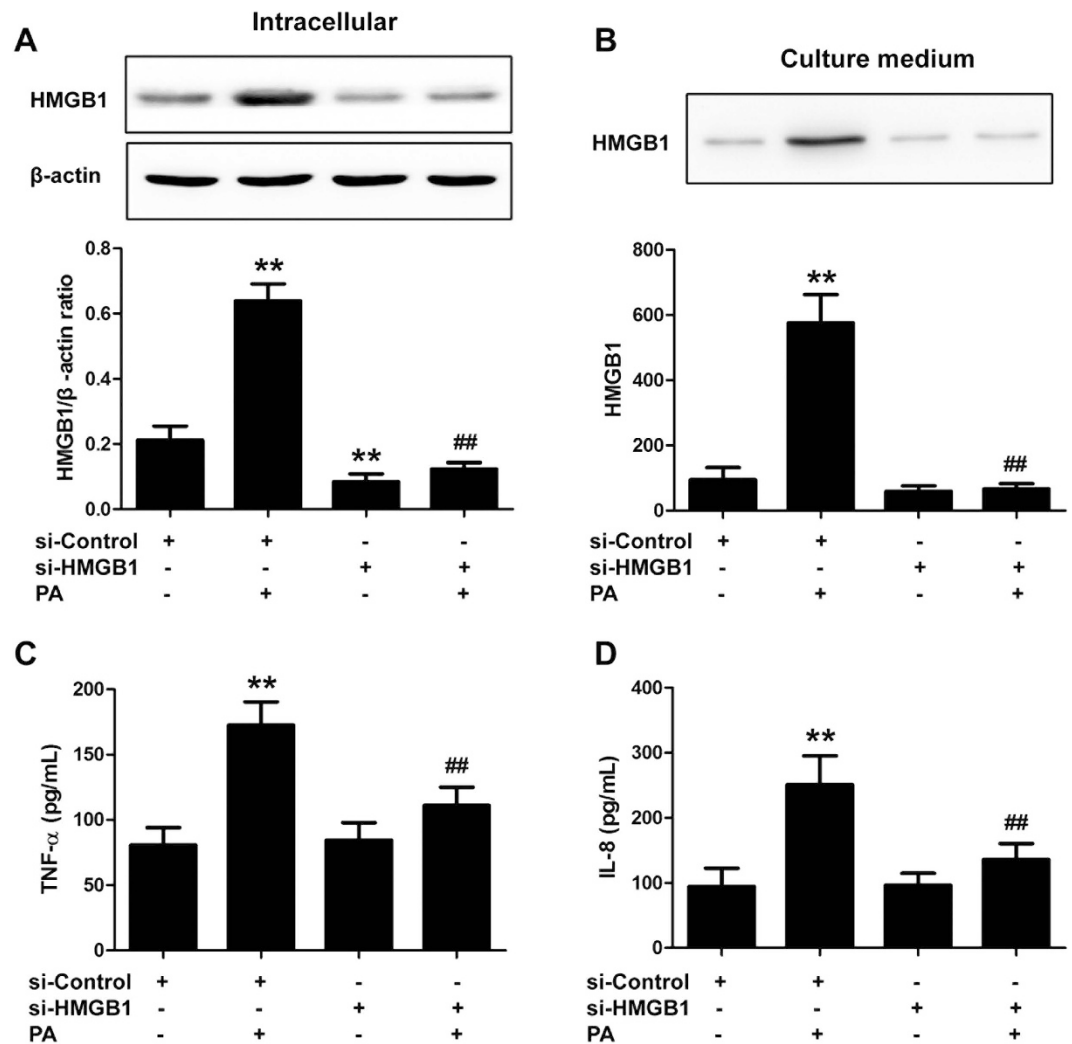 A
Intracellular
HMGB1
β-actin
0.8
0.6
0.4
0.2
0.0
HMGB1/β -actin ratio
**
**
##
si-Control + + - -
si-HMGB1 - - + +
PA - + - +
B
Culture medium
HMGB1
800
600
400
200
0
HMGB1
**
##
si-Control + + - -
si-HMGB1 - - + +
PA - + - +
C
200
150
100
50
0
TNF-α (pg/mL)
**
##
si-Control + + - -
si-HMGB1 - - + +
PA - + - +
D
400
300
200
100
0
IL-8 (pg/mL)
**
##
si-Control + + - -
si-HMGB1 - - + +
PA - + - +